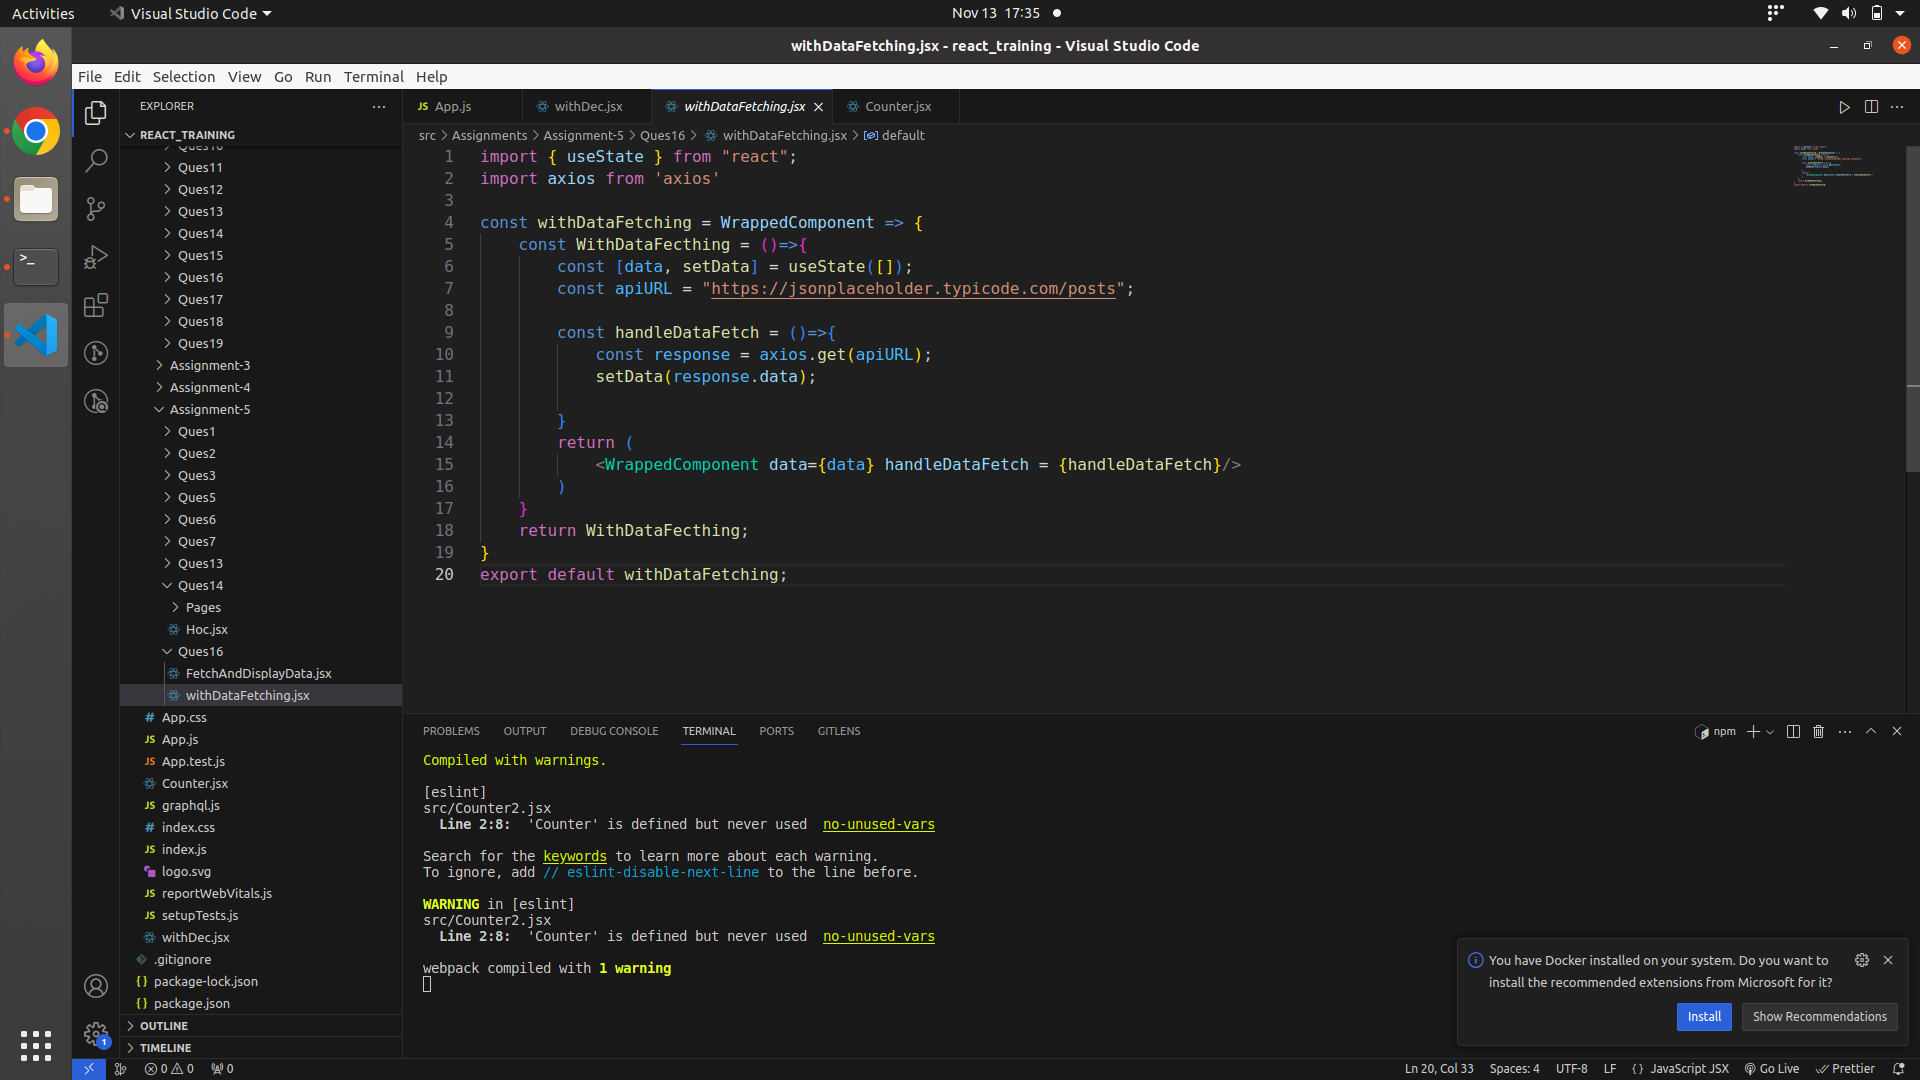 Activities
Visual Studio Code
Nov 13 17:35
withDataFetching.jsx - react_training - Visual Studio Code
File Edit Selection View Go Run Terminal Help
EXPLORER
REACT_TRAINING
Ques10
Ques11
Ques12
Ques13
Ques14
Ques15
Ques16
Ques17
Ques18
Ques19
Assignment-3
Assignment-4
Assignment-5
Ques1
Ques2
Ques3
Ques5
Ques6
Ques7
Ques13
Ques14
Pages
Hoc.jsx
Ques16
FetchAndDisplayData.jsx
withDataFetching.jsx
# App.css
JS App.js
JS App.test.js
Counter.jsx
JS graphql.js
# index.css
JS index.js
logo.svg
JS reportWebVitals.js
JS setupTests.js
withDec.jsx
.gitignore
{} package-lock.json
{} package.json
OUTLINE
TIMELINE
JS App.js
withDec.jsx
withDataFetching.jsx
Counter.jsx
src > Assignments > Assignment-5 > Ques16 > withDataFetching.jsx > default
1 import { useState } from "react";
2 import axios from 'axios'
3
4 const withDataFetching = WrappedComponent => {
5 const WithDataFecthing = ()=>{
6 const [data, setData] = useState([]);
7 const apiURL = "https://jsonplaceholder.typicode.com/posts";
8
9 const handleDataFetch = ()=>{
10 const response = axios.get(apiURL);
11 setData(response.data);
12
13 }
14 return (
15 <WrappedComponent data={data} handleDataFetch = {handleDataFetch}/>
16 )
17 }
18 return WithDataFecthing;
19 }
20 export default withDataFetching;
PROBLEMS OUTPUT DEBUG CONSOLE TERMINAL PORTS GITLENS
npm
Compiled with warnings.
[eslint]
src/Counter2.jsx
Line 2:8: 'Counter' is defined but never used no-unused-vars
Search for the keywords to learn more about each warning.
To ignore, add // eslint-disable-next-line to the line before.
WARNING in [eslint]
src/Counter2.jsx
Line 2:8: 'Counter' is defined but never used no-unused-vars
webpack compiled with 1 warning
You have Docker installed on your system. Do you want to
install the recommended extensions from Microsoft for it?
Install
Show Recommendations
1
0 0 0
Ln 20, Col 33 Spaces: 4 UTF-8 LF {} JavaScript JSX Go Live Prettier